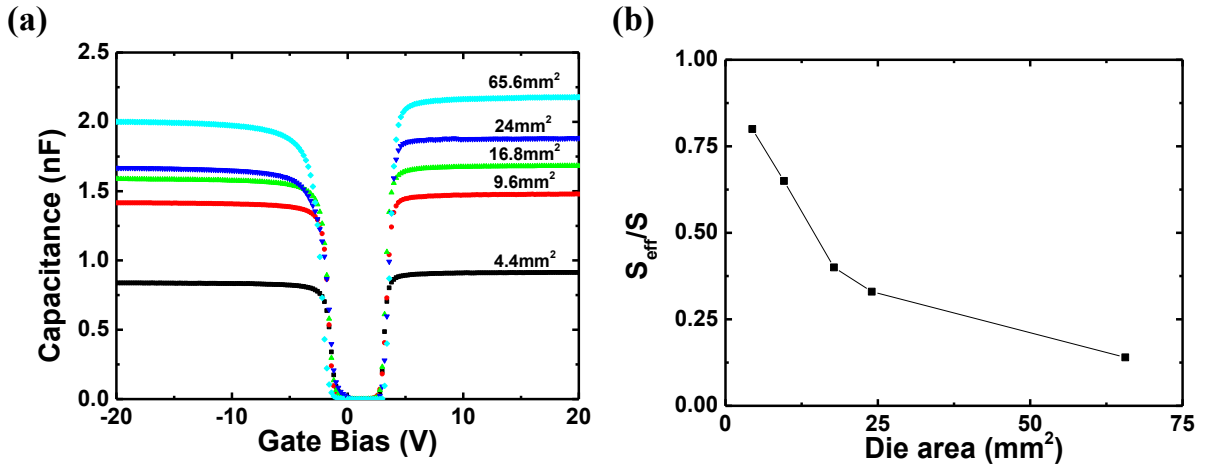 (a)
2.5
2.0
1.5
1.0
0.5
0.0
Capacitance (nF)
65.6mm²
24mm²
16.8mm²
9.6mm²
4.4mm²
-20 -10 0 10 20
Gate Bias (V)
(b)
1.00
0.75
0.50
0.25
0.00
S_eff/S
0 25 50 75
Die area (mm²)